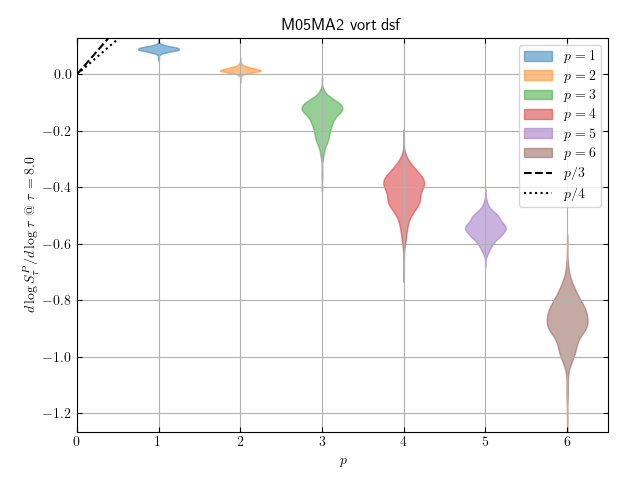 M05MA2 vort dsf
d log S_τ^P / d log τ @ τ = 8.0
0.0
−0.2
−0.4
−0.6
−0.8
−1.0
−1.2
0 1 2 3 4 5 6
p
p = 1
p = 2
p = 3
p = 4
p = 5
p = 6
p/3
p/4